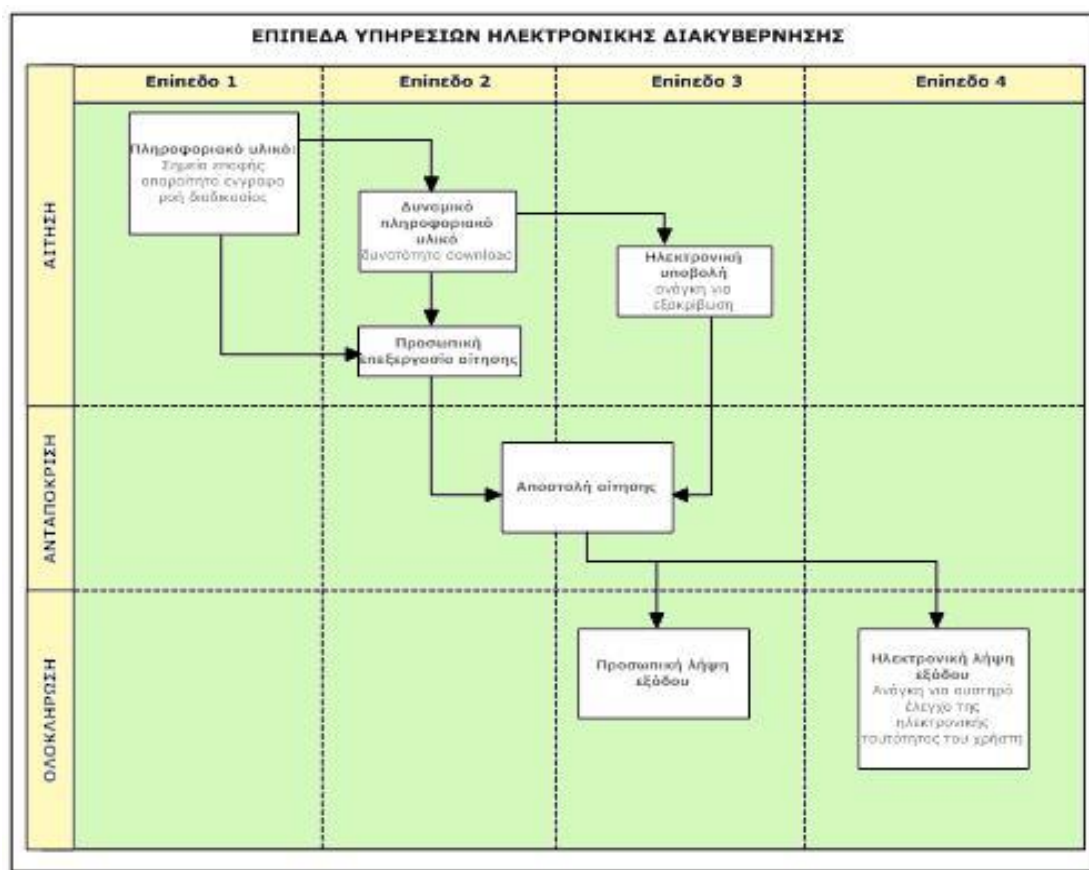 ΕΠΙΠΕΔΑ ΥΠΗΡΕΣΙΩΝ ΗΛΕΚΤΡΟΝΙΚΗΣ ΔΙΑΚΥΒΕΡΝΗΣΗΣ
Επίπεδο 1
Επίπεδο 2
Επίπεδο 3
Επίπεδο 4
ΑΙΤΗΣΗ
Πληροφοριακό υλικό:
Σημεία επαφής
απαραίτητα έγγραφα
ροή διαδικασίας
Δυναμικό
πληροφοριακό
υλικό
δυνατότητα download
Ηλεκτρονική
υποβολή
ανάγκη για
εξακρίβωση
Προσωπική
επεξεργασία αίτησης
ΑΝΤΑΠΟΚΡΙΣΗ
Αποστολή αίτησης
ΟΛΟΚΛΗΡΩΣΗ
Προσωπική λήψη
εξόδου
Ηλεκτρονική λήψη
εξόδου
Ανάγκη για αυστηρό
έλεγχο της
ηλεκτρονικής
ταυτότητας του χρήστη